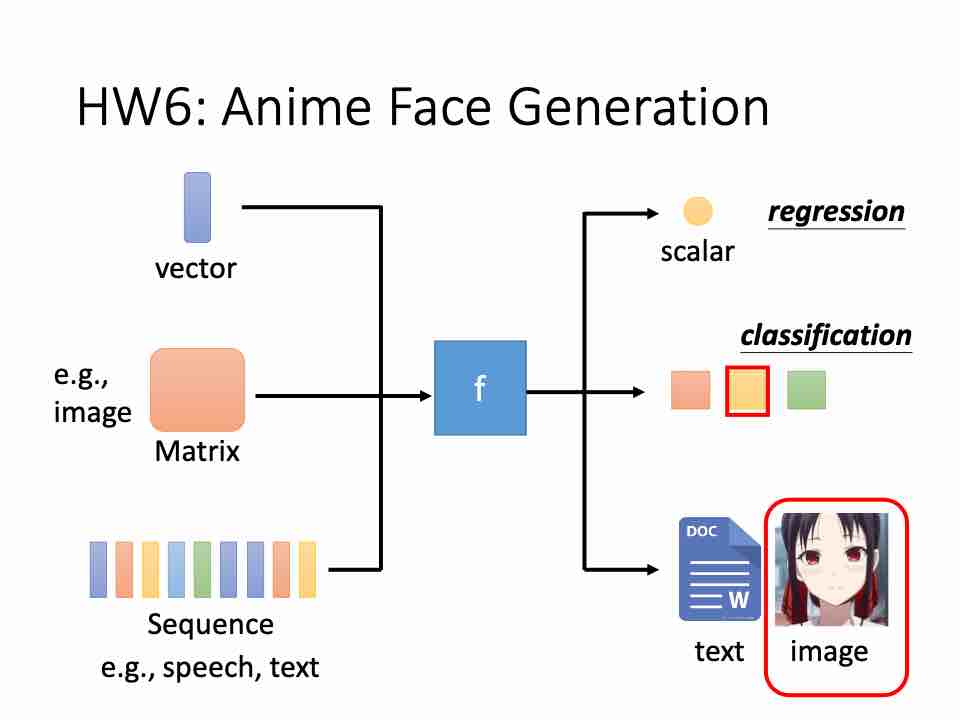 HW6: Anime Face Generation
vector
e.g.,
image
Matrix
Sequence
e.g., speech, text
f
scalar
regression
classification
DOC
W
text
image